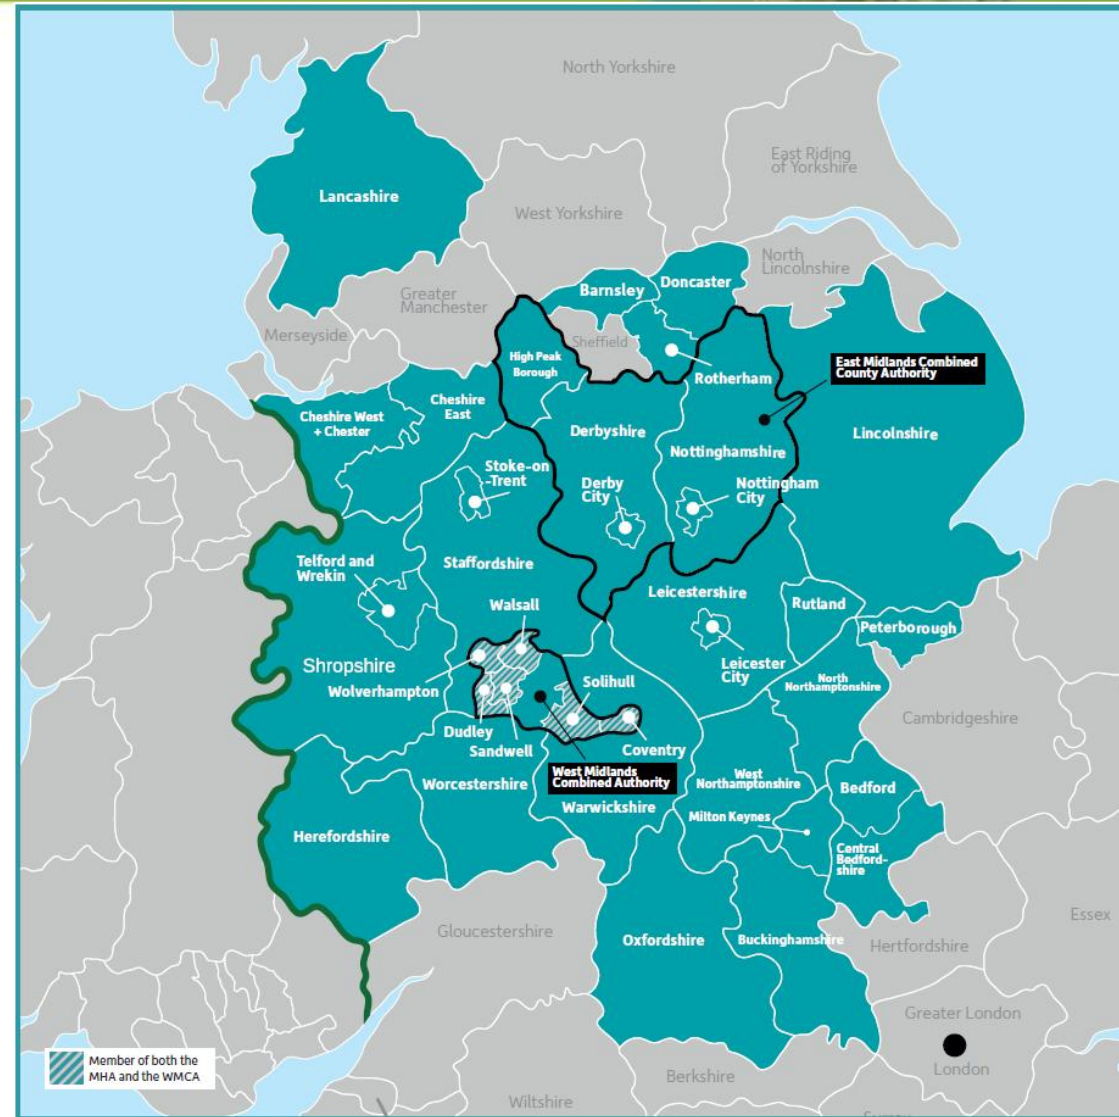 North Yorkshire
East Riding
of Yorkshire
Lancashire
West Yorkshire
North
Lincolnshire
Greater
Manchester
Barnsley
Doncaster
Merseyside
Sheffield
High Peak
Borough
Rotherham
East Midlands Combined
County Authority
Cheshire West
+ Chester
Cheshire
East
Derbyshire
Nottinghamshire
Lincolnshire
Stoke-on
-Trent
Derby
City
Nottingham
City
Telford and
Wrekin
Staffordshire
Walsall
Leicestershire
Rutland
Peterborough
Shropshire
Wolverhampton
Solihull
Leicester
City
North
Northamptonshire
Cambridgeshire
Dudley
Sandwell
Coventry
West Midlands
Combined Authority
Worcestershire
Warwickshire
West
Northamptonshire
Bedford
Milton Keynes
Herefordshire
Central
Bedford-
shire
Gloucestershire
Oxfordshire
Buckinghamshire
Hertfordshire
Essex
Greater London
London
Berkshire
Wiltshire
Member of both the
MHA and the WMCA